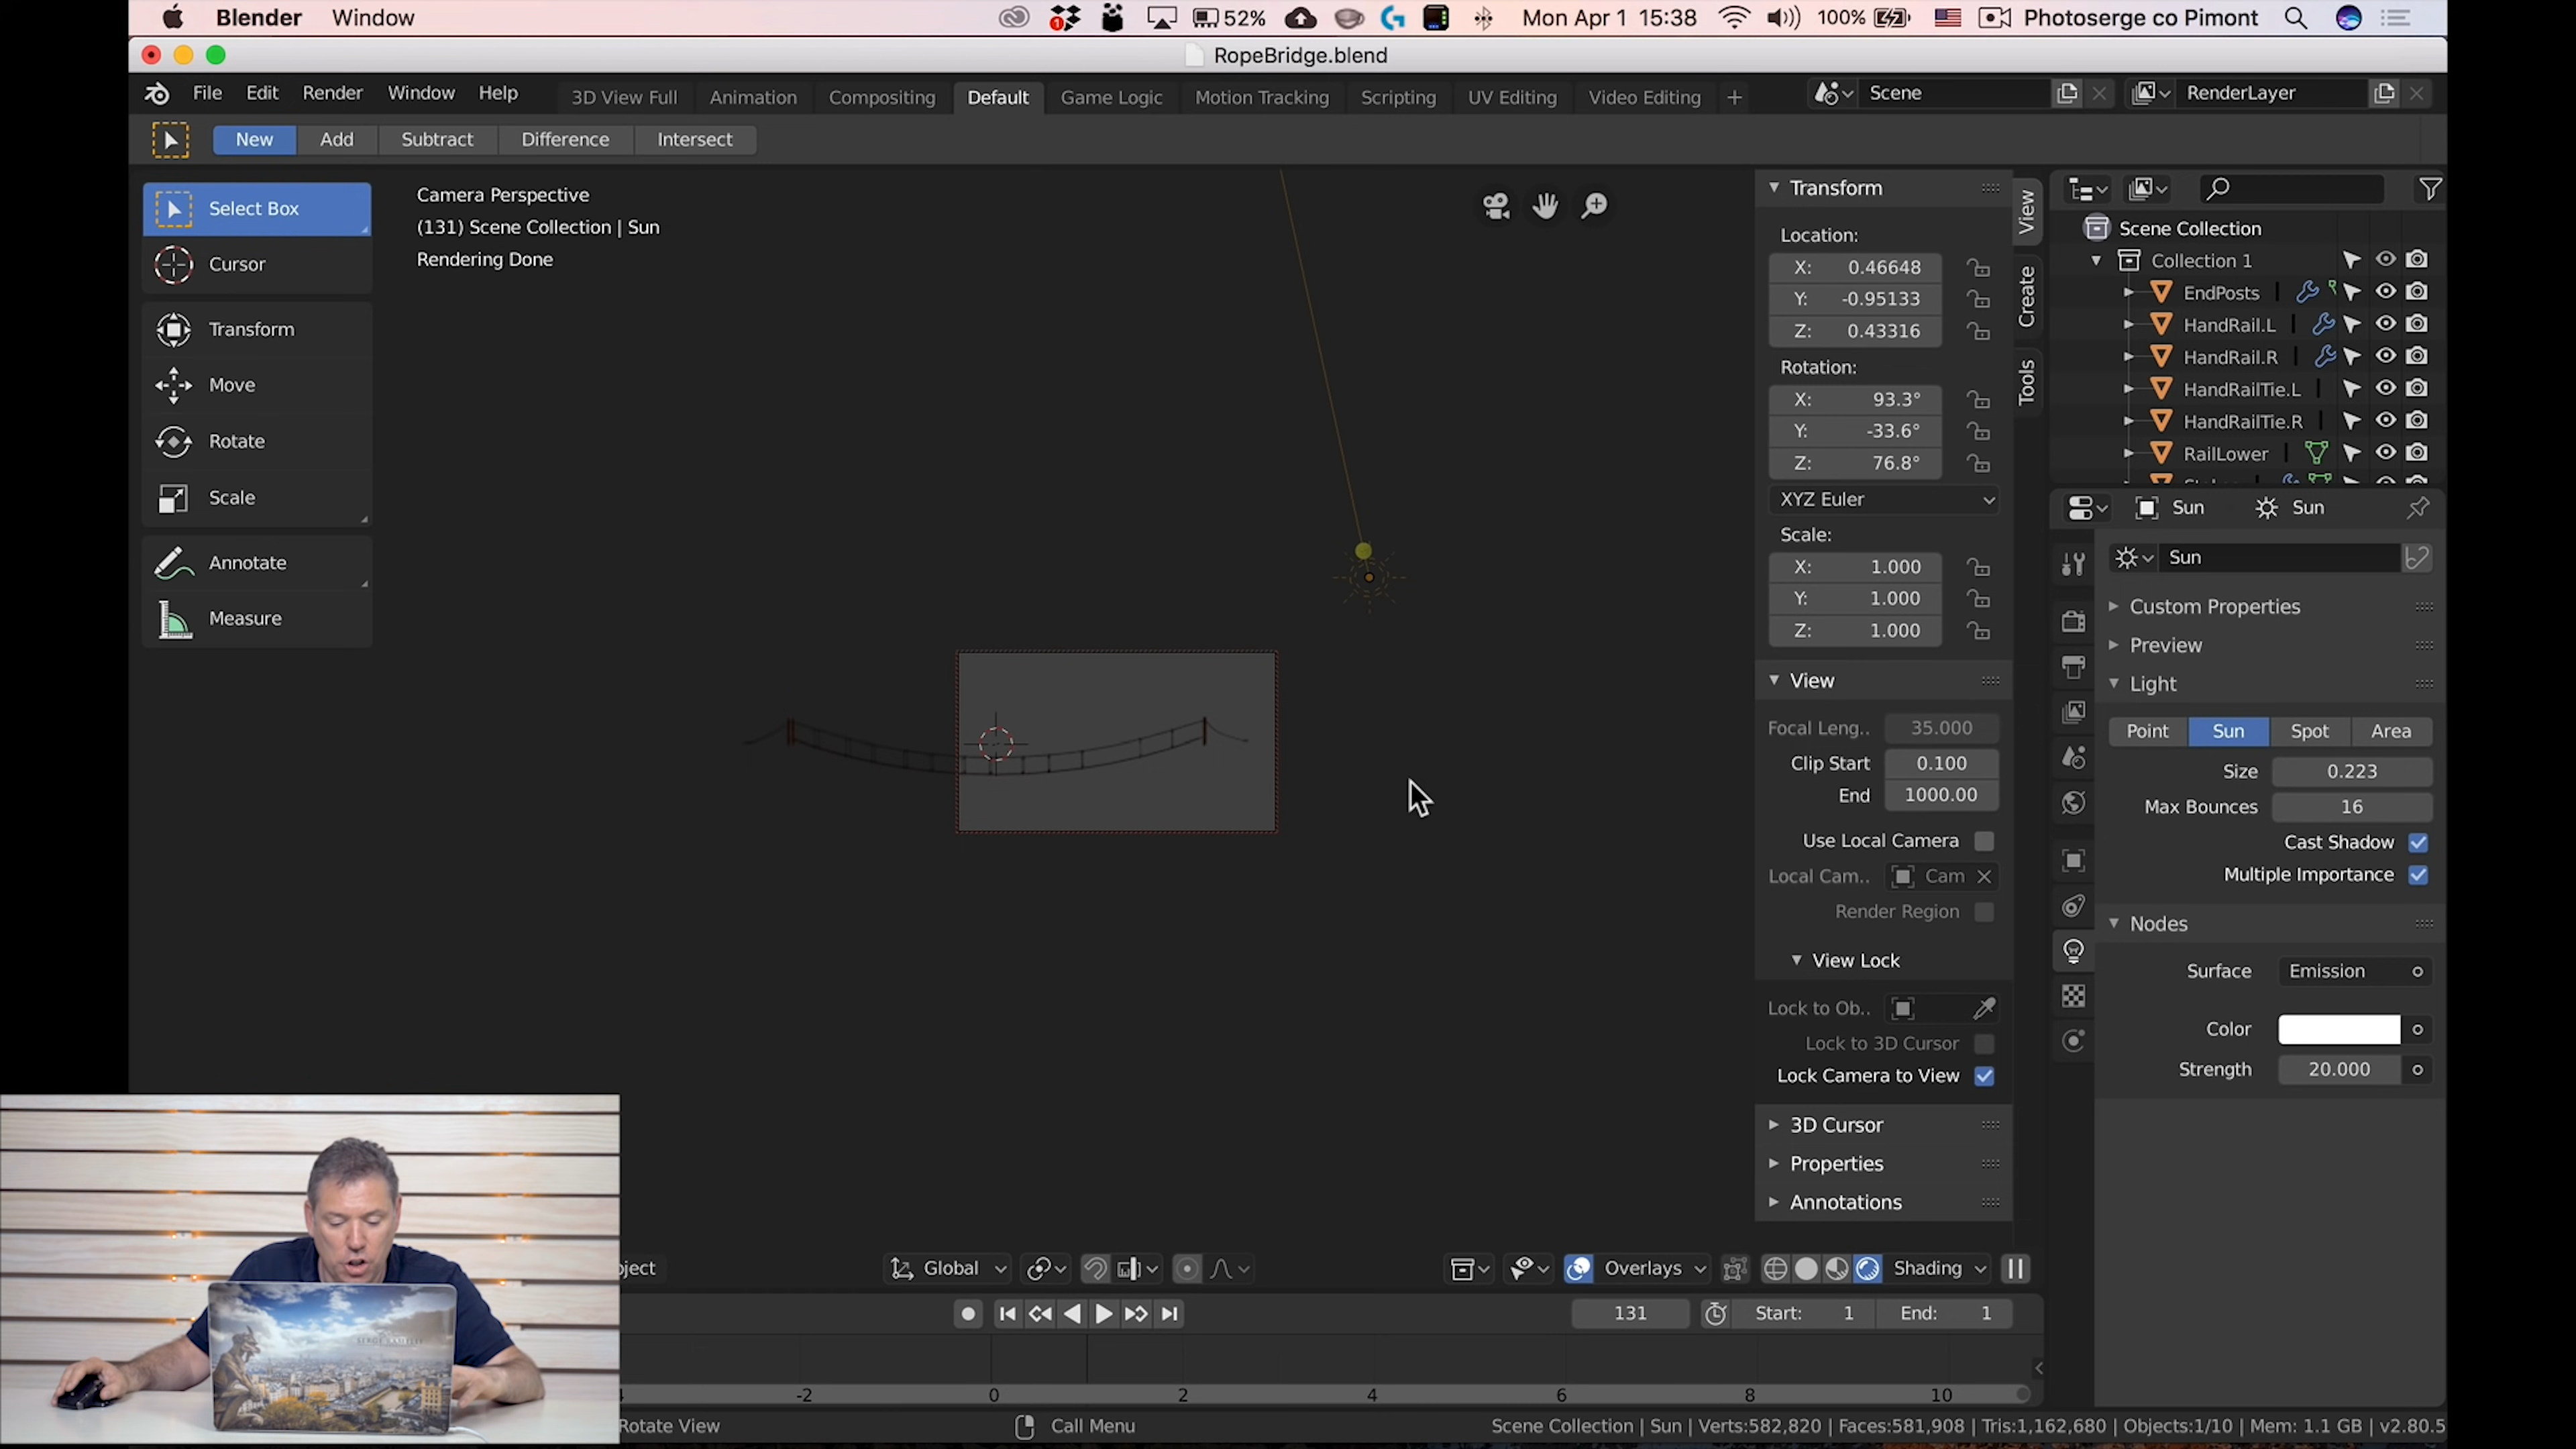 Blender Window 52% Mon Apr 1 15:38 100% Photoserge co Pimont
RopeBridge.blend
File Edit Render Window Help 3D View Full Animation Compositing Default Game Logic Motion Tracking Scripting UV Editing Video Editing + Scene RenderLayer
New Add Subtract Difference Intersect
Select Box
Cursor
Transform
Move
Rotate
Scale
Annotate
Measure
Camera Perspective
(131) Scene Collection | Sun
Rendering Done
Transform
Location:
X: 0.46648
Y: -0.95133
Z: 0.43316
Rotation:
X: 93.3°
Y: -33.6°
Z: 76.8°
XYZ Euler
Scale:
X: 1.000
Y: 1.000
Z: 1.000
View
Focal Leng.. 35.000
Clip Start 0.100
End 1000.00
Use Local Camera
Local Cam.. Cam
Render Region
View Lock
Lock to Ob..
Lock to 3D Cursor
Lock Camera to View
3D Cursor
Properties
Annotations
View
Create
Tools
Scene Collection
Collection 1
EndPosts
HandRail.L
HandRail.R
HandRailTie.L
HandRailTie.R
RailLower
Sun Sun
Sun
Custom Properties
Preview
Light
Point Sun Spot Area
Size 0.223
Max Bounces 16
Cast Shadow
Multiple Importance
Nodes
Surface Emission
Color
Strength 20.000
ject Global Overlays Shading
131 Start: 1 End: 1
-2 0 2 4 6 8 10
Rotate View Call Menu Scene Collection | Sun | Verts:582,820 | Faces:581,908 | Tris:1,162,680 | Objects:1/10 | Mem: 1.1 GB | v2.80.5